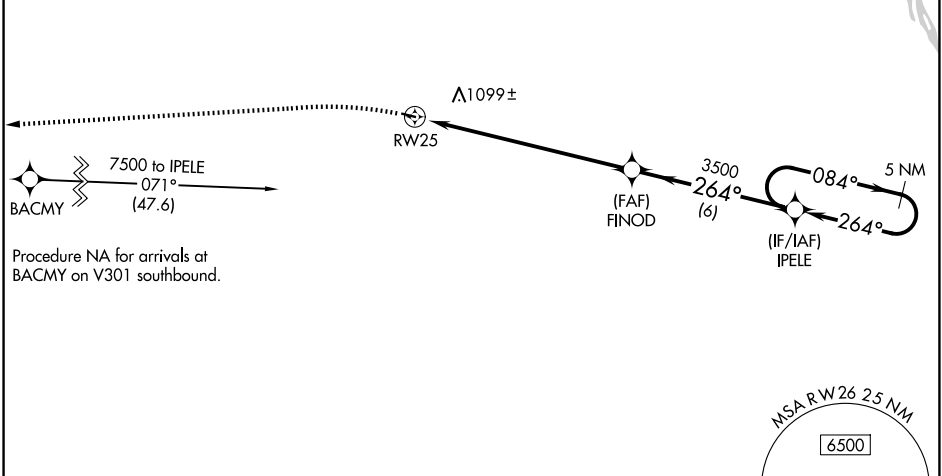 1099±
RW25
7500 to IPELE
071°
(47.6)
BACMY
Procedure NA for arrivals at
BACMY on V301 southbound.
3500
264°
(6)
(FAF)
FINOD
084°
5 NM
264°
(IF/IAF)
IPELE
MSA RW26 25 NM
6500